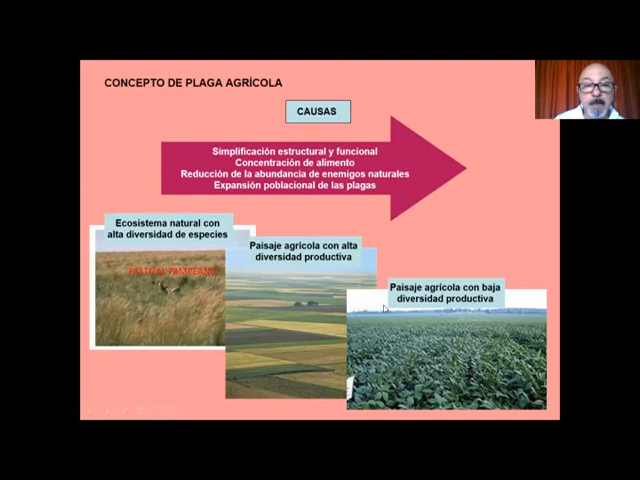 CONCEPTO DE PLAGA AGRÍCOLA
CAUSAS
Simplificación estructural y funcional
Concentración de alimento
Reducción de la abundancia de enemigos naturales
Expansión poblacional de las plagas
Ecosistema natural con
alta diversidad de especies
PASTIZAL PAMPEANO
Paisaje agrícola con alta
diversidad productiva
Paisaje agrícola con baja
diversidad productiva